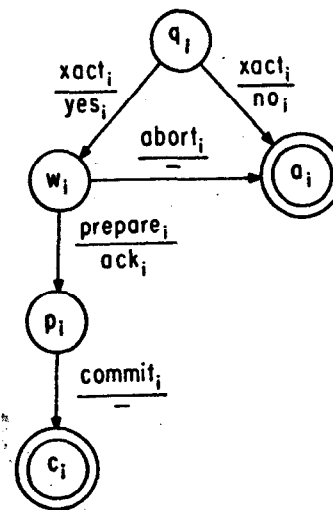 q_i
xact_i
yes_i
xact_i
no_i
abort_i
–
w_i
a_i
prepare_i
ack_i
p_i
commit_i
–
c_i